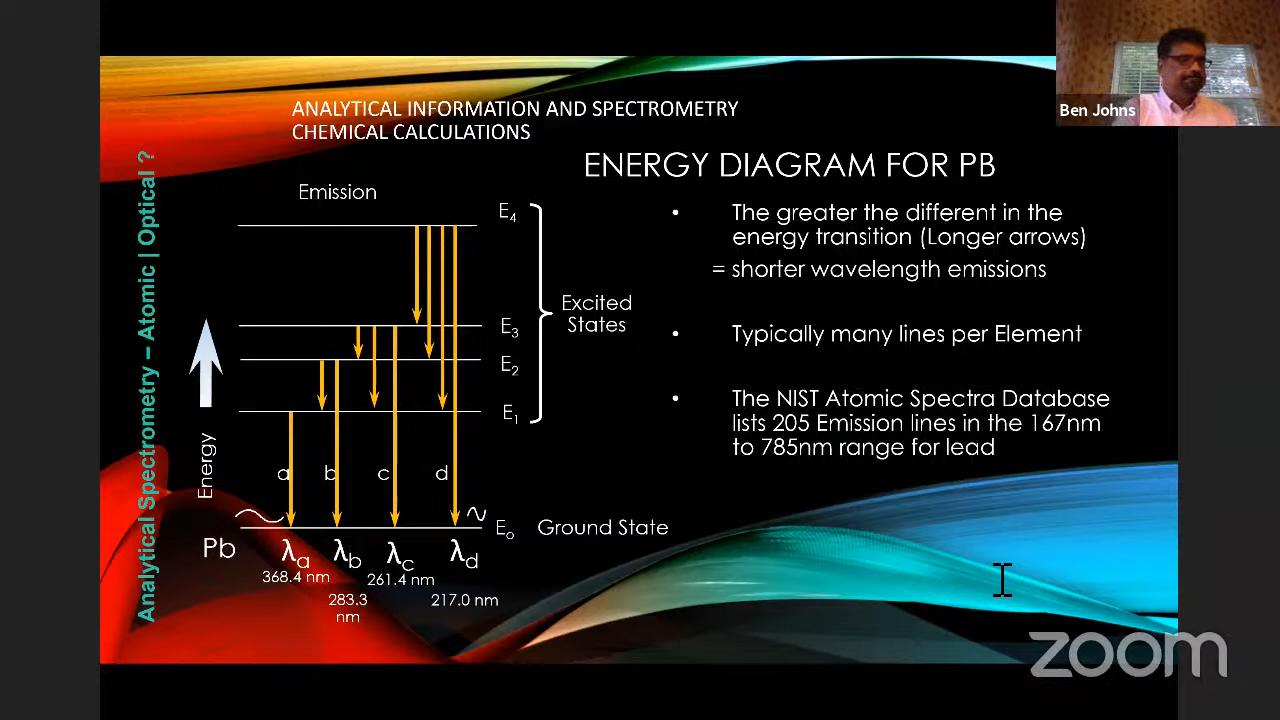 Ben Johns
ANALYTICAL INFORMATION AND SPECTROMETRY
CHEMICAL CALCULATIONS
Analytical Spectrometry – Atomic | Optical ?
ENERGY DIAGRAM FOR PB
Emission
E4
E3
E2
E1
Excited
States
Energy
a
b
c
d
Eo
Ground State
Pb
λa
λb
λc
λd
368.4 nm
283.3
nm
261.4 nm
217.0 nm
• The greater the different in the
energy transition (Longer arrows)
= shorter wavelength emissions
• Typically many lines per Element
• The NIST Atomic Spectra Database
lists 205 Emission lines in the 167nm
to 785nm range for lead
zoom